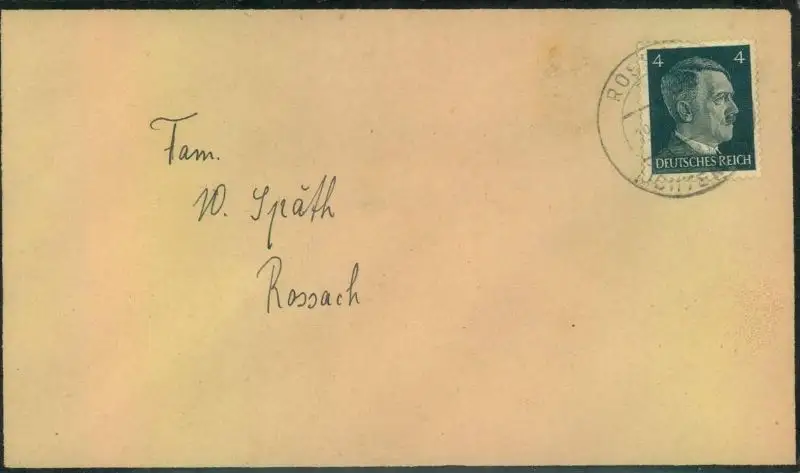 4 4
DEUTSCHES REICH
Fam.
W. Späth
Rossach